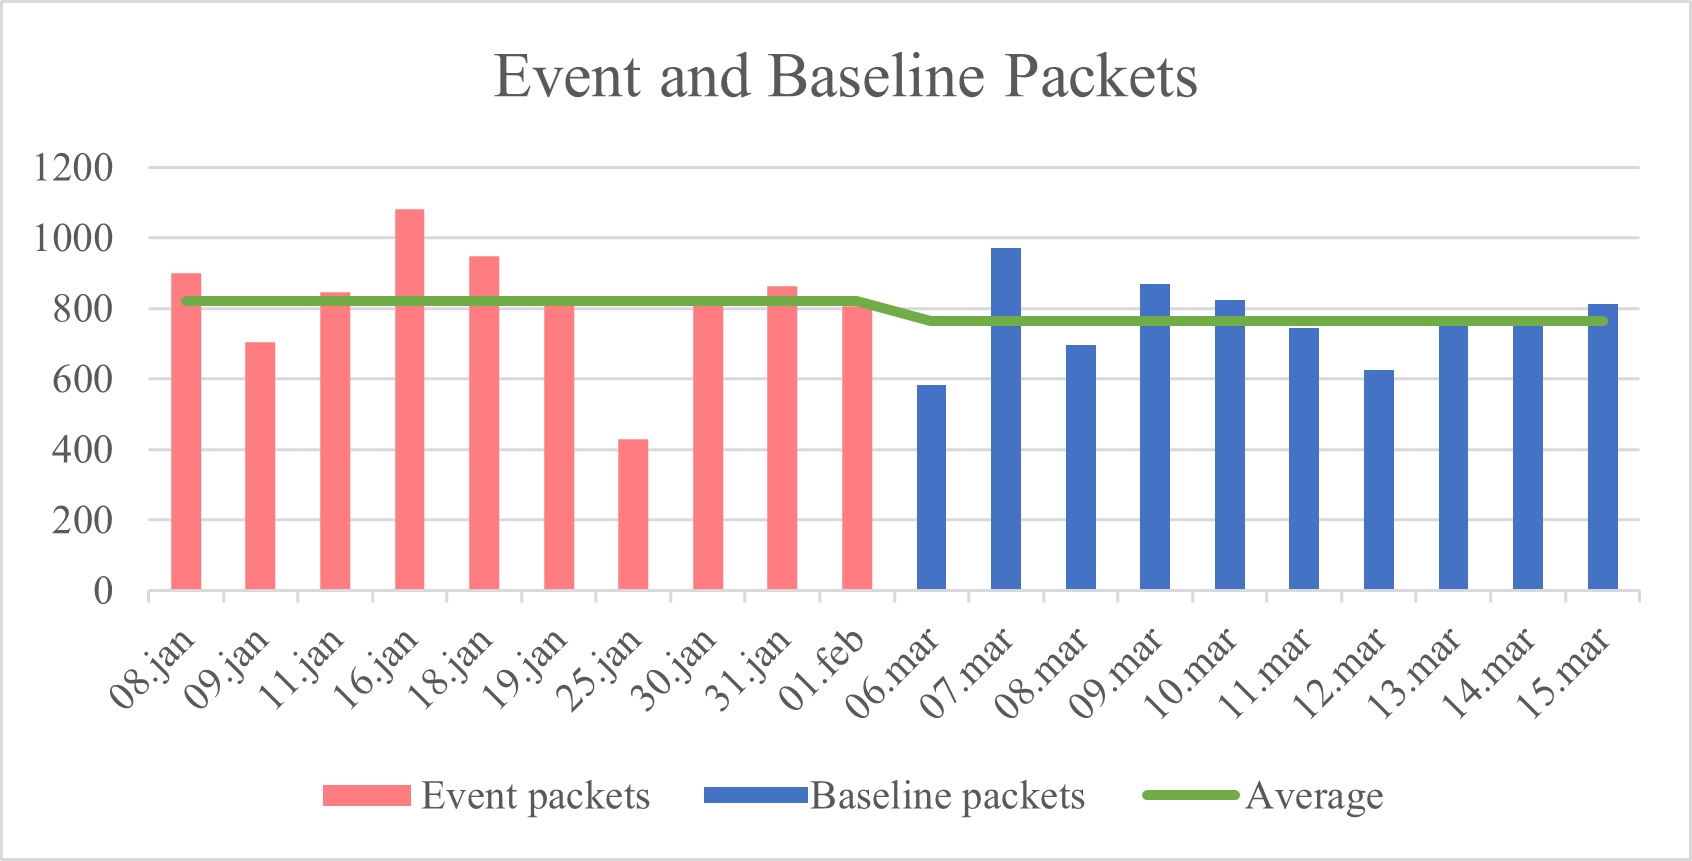 Event and Baseline Packets
1200
1000
800
600
400
200
0
08.jan
09.jan
11.jan
16.jan
18.jan
19.jan
25.jan
30.jan
31.jan
01.feb
06.mar
07.mar
08.mar
09.mar
10.mar
11.mar
12.mar
13.mar
14.mar
15.mar
Event packets
Baseline packets
Average